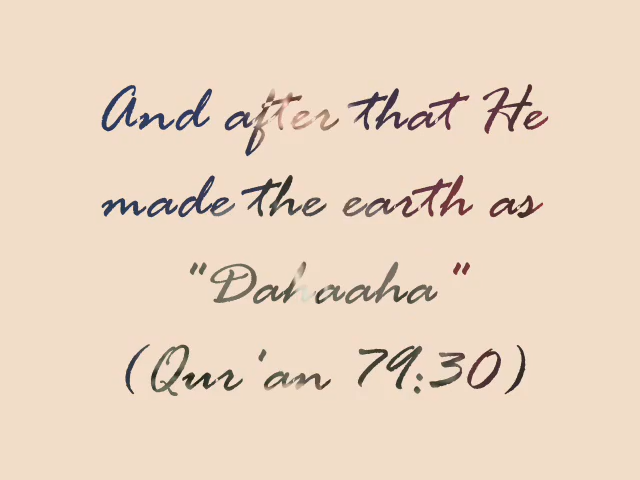 And after that He
made the earth as
"Dahaaha"
(Qur'an 79:30)